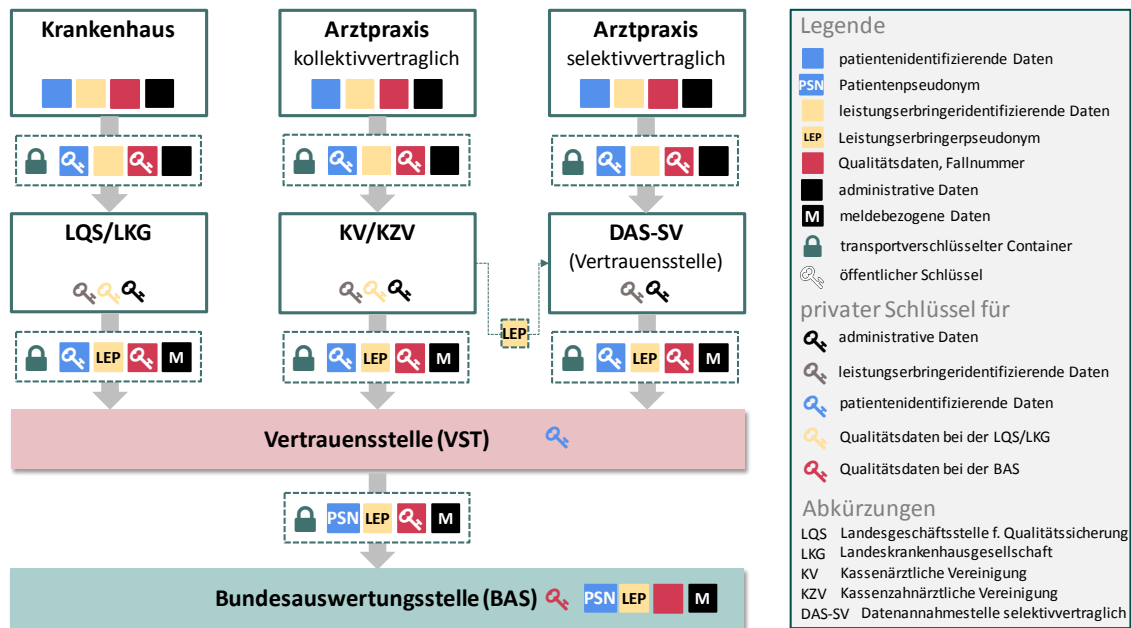 Krankenhaus
Arztpraxis
kollektivvertraglich
Arztpraxis
selektivvertraglich
LQS/LKG
KV/KZV
DAS-SV
(Vertrauensstelle)
LEP
LEP M
LEP M
LEP M
Vertrauensstelle (VST)
PSN LEP M
Bundesauswertungsstelle (BAS) PSN LEP M
Legende
patientenidentifizierende Daten
PSN Patientenpseudonym
leistungserbringeridentifizierende Daten
LEP Leistungserbringerpseudonym
Qualitätsdaten, Fallnummer
administrative Daten
M meldebezogene Daten
transportverschlüsselter Container
öffentlicher Schlüssel
privater Schlüssel für
administrative Daten
leistungserbringeridentifizierende Daten
patientenidentifizierende Daten
Qualitätsdaten bei der LQS/LKG
Qualitätsdaten bei der BAS
Abkürzungen
LQS Landesgeschäftsstelle f. Qualitätssicherung
LKG Landeskrankenhausgesellschaft
KV Kassenärztliche Vereinigung
KZV Kassenzahnärztliche Vereinigung
DAS-SV Datenannahmestelle selektivvertraglich